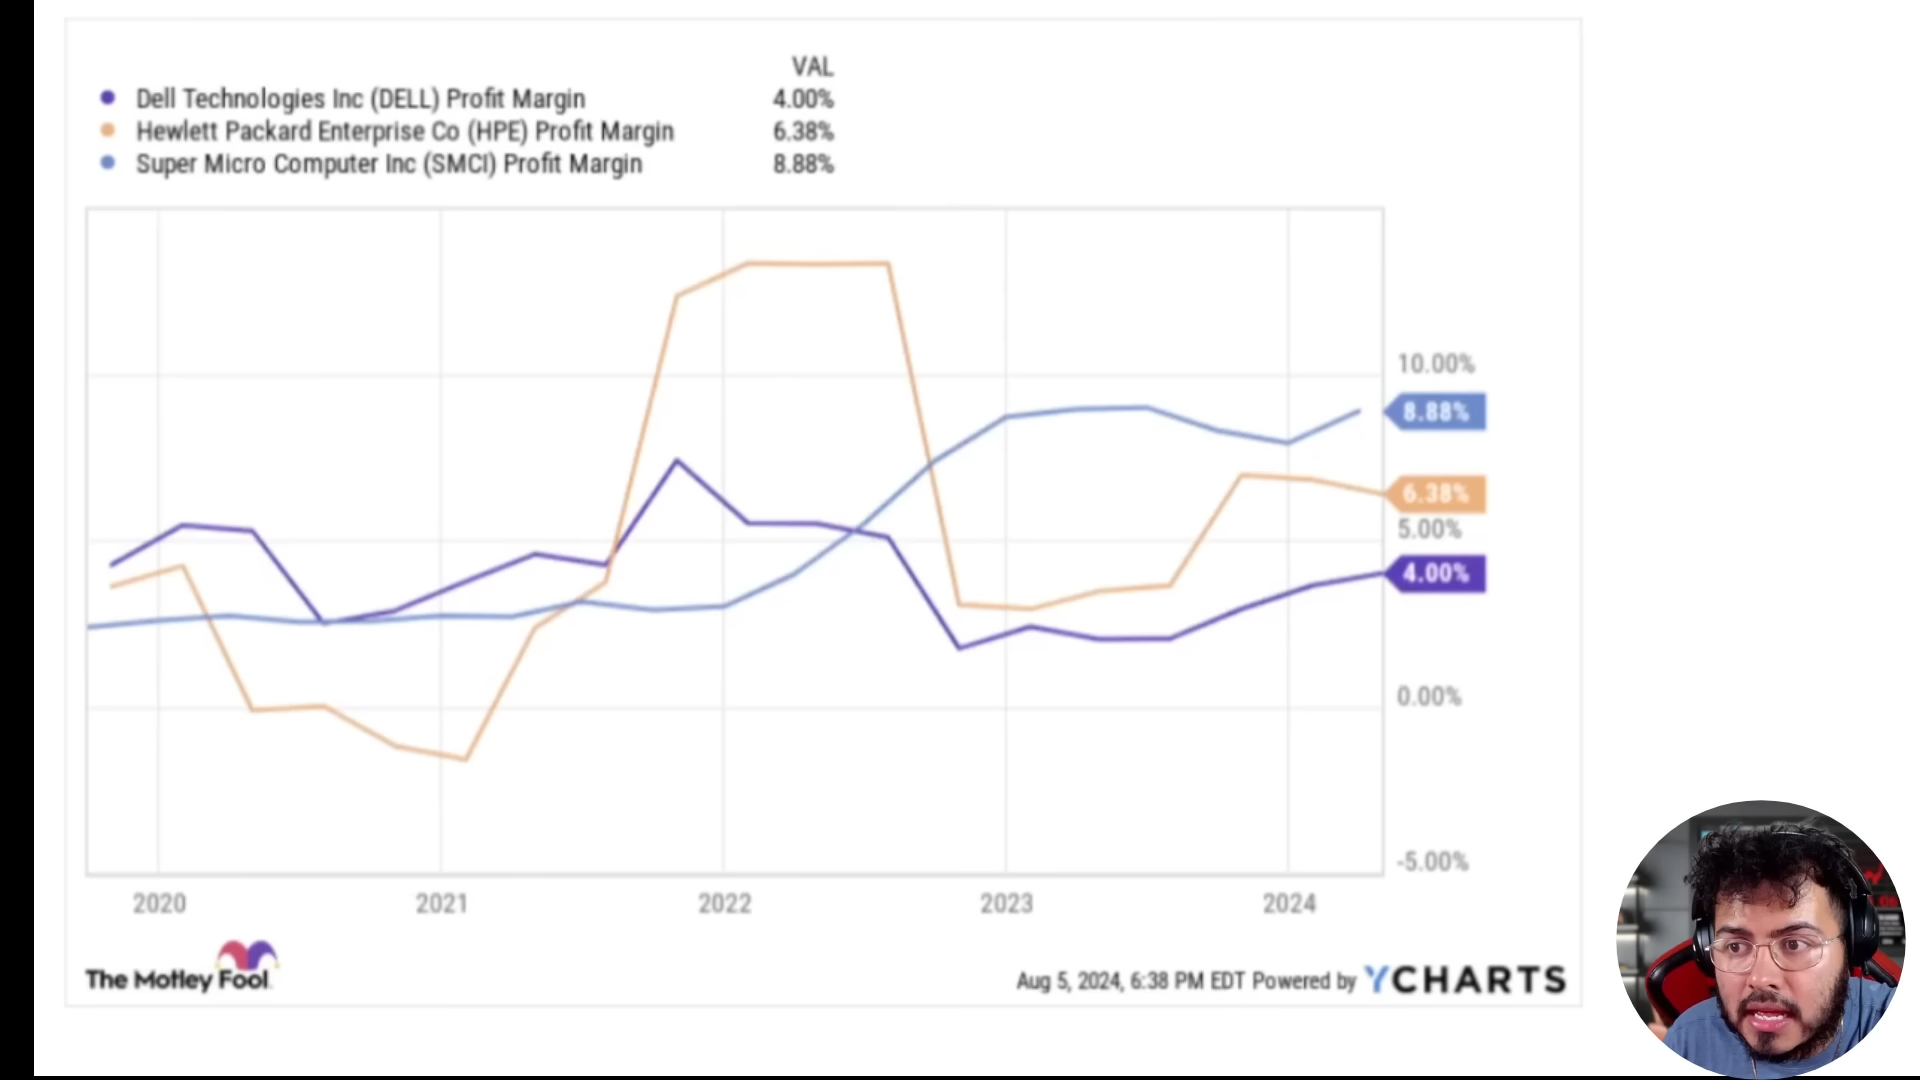 VAL
Dell Technologies Inc (DELL) Profit Margin 4.00%
Hewlett Packard Enterprise Co (HPE) Profit Margin 6.38%
Super Micro Computer Inc (SMCI) Profit Margin 8.88%
10.00%
8.88%
6.38%
5.00%
4.00%
0.00%
-5.00%
2020 2021 2022 2023 2024
The Motley Fool
Aug 5, 2024, 6:38 PM EDT Powered by YCHARTS